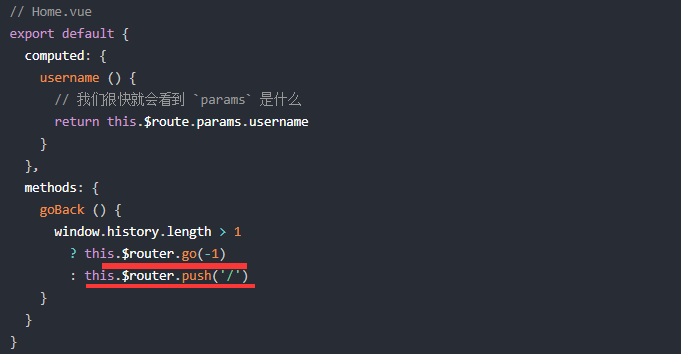 // Home.vue
export default {
  computed: {
    username () {
      // 我们很快就会看到 `params` 是什么
      return this.$route.params.username
    }
  },
  methods: {
    goBack () {
      window.history.length > 1
        ? this.$router.go(-1)
        : this.$router.push('/')
    }
  }
}